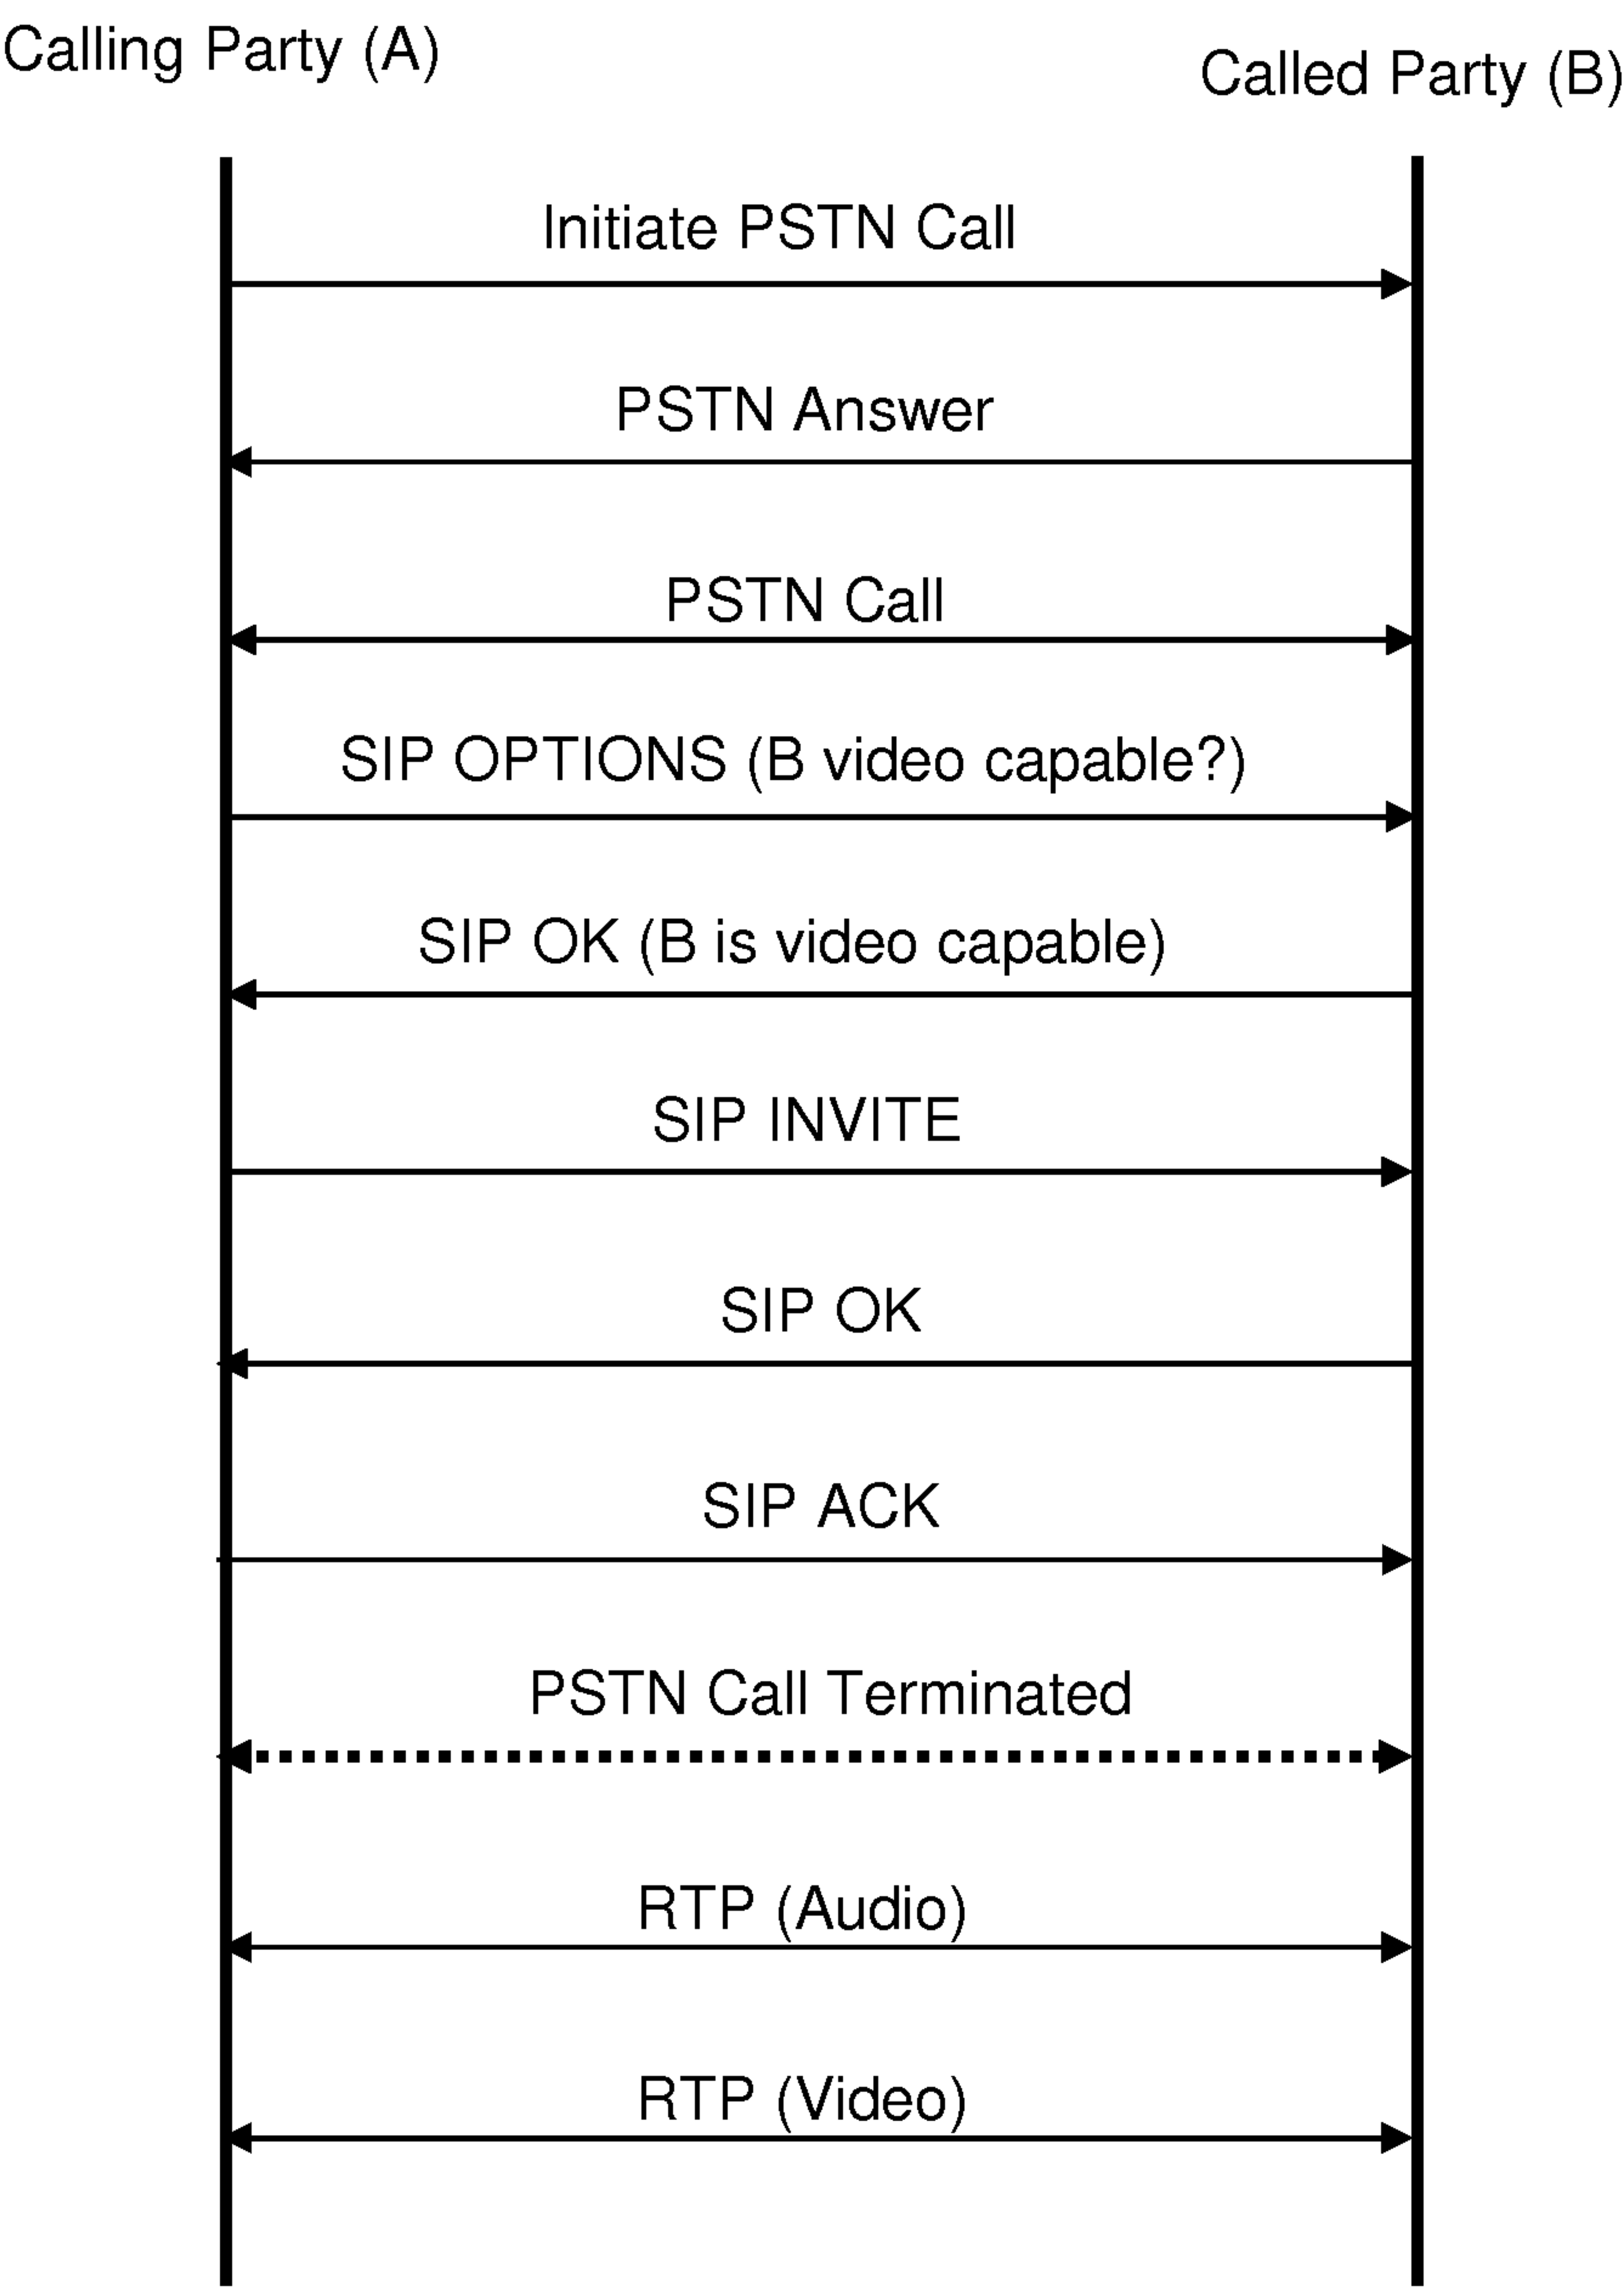 Calling Party (A)
Called Party (B)
Initiate PSTN Call
PSTN Answer
PSTN Call
SIP OPTIONS (B video capable?)
SIP OK (B is video capable)
SIP INVITE
SIP OK
SIP ACK
PSTN Call Terminated
RTP (Audio)
RTP (Video)